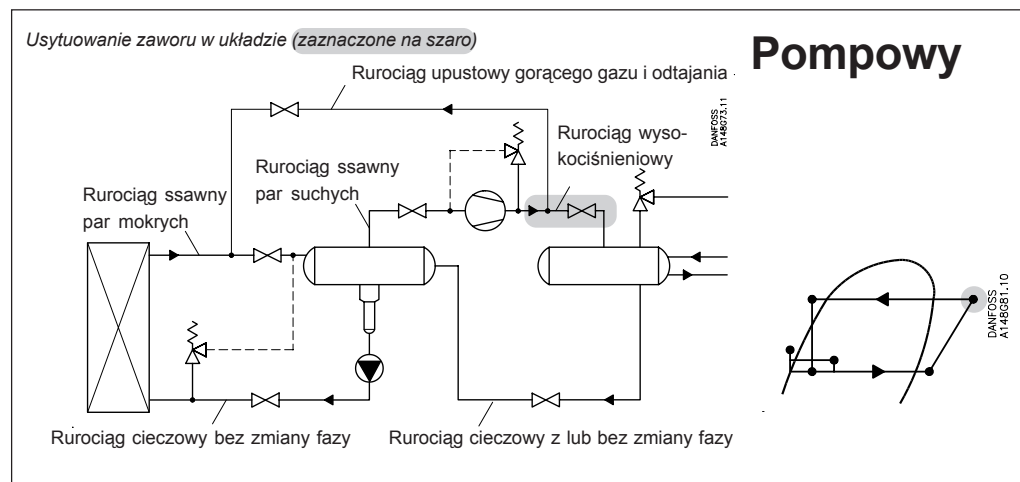 Usytuowanie zaworu w układzie (zaznaczone na szaro)
Pompowy
Rurociąg upustowy gorącego gazu i odtajania
DANFOSS
A148G73.11
Rurociąg wyso-
kociśnieniowy
Rurociąg ssawny
par suchych
Rurociąg ssawny
par mokrych
DANFOSS
A148G81.10
Rurociąg cieczowy bez zmiany fazy
Rurociąg cieczowy z lub bez zmiany fazy